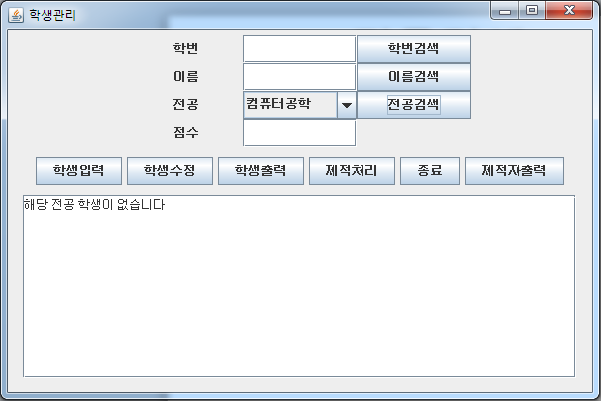 학생관리
학번 학번검색
이름 이름검색
전공 컴퓨터공학 전공검색
점수
학생입력 학생수정 학생출력 제적처리 종료 제적자출력
해당 전공 학생이 없습니다